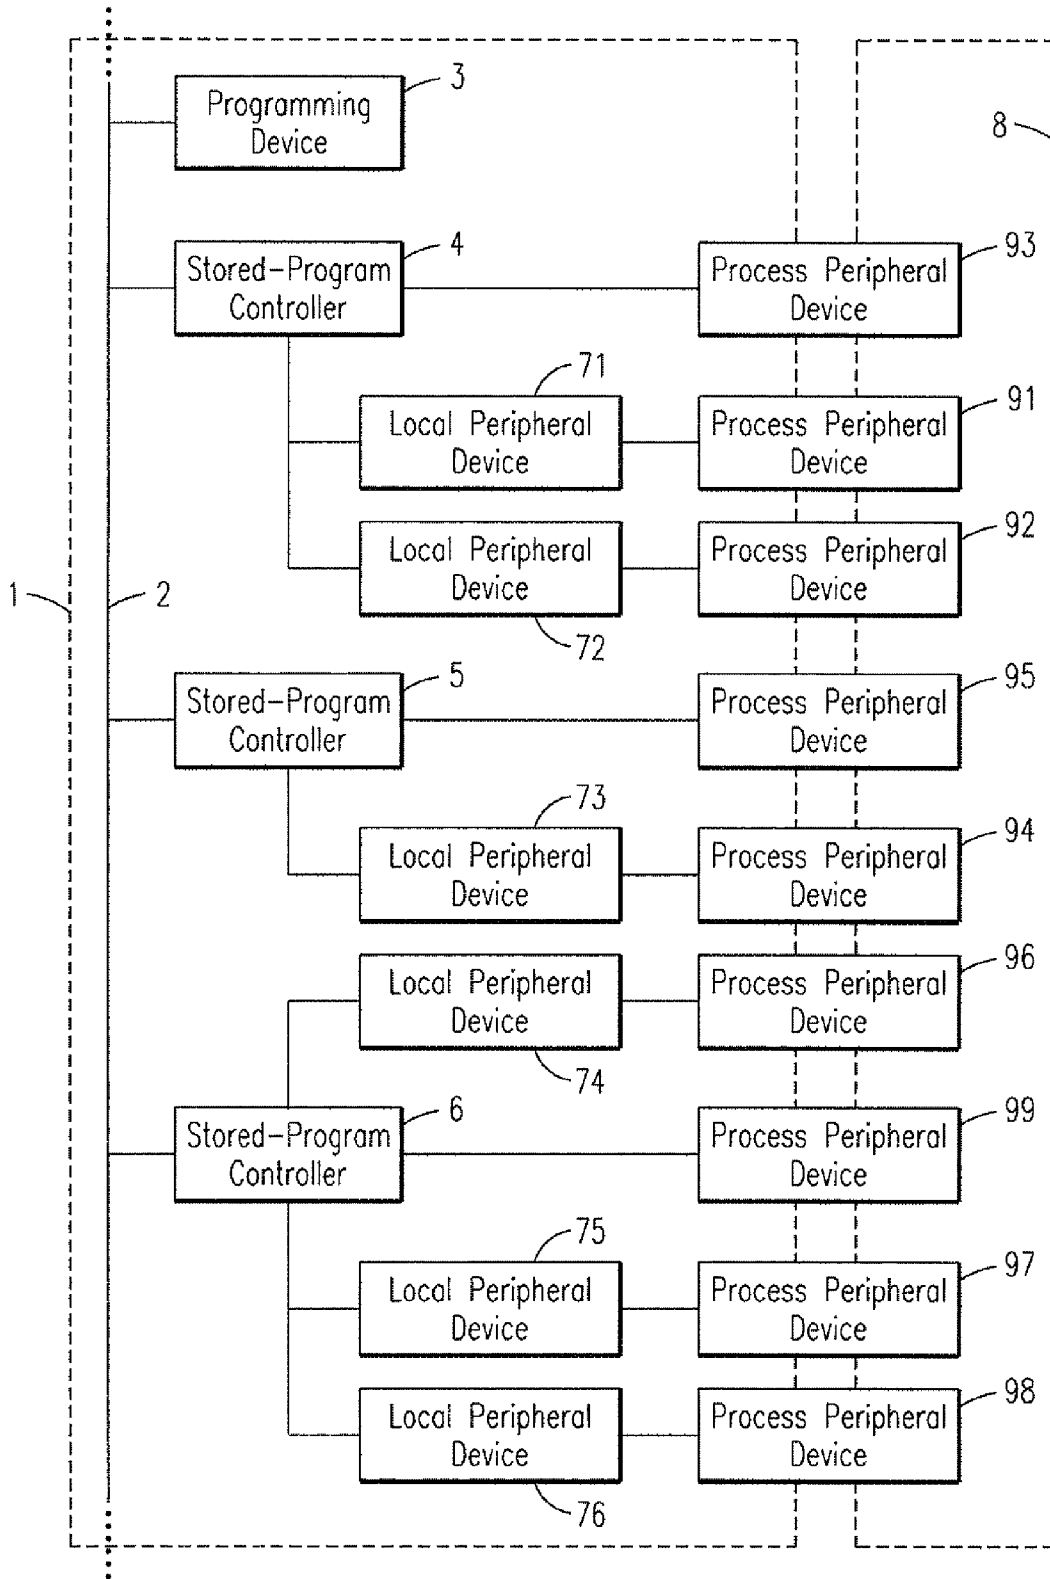 3
Programming
Device
8
4
93
Stored-Program
Controller
Process Peripheral
Device
71
91
Local Peripheral
Device
Process Peripheral
Device
92
Local Peripheral
Device
Process Peripheral
Device
1
2
72
5
95
Stored-Program
Controller
Process Peripheral
Device
73
94
Local Peripheral
Device
Process Peripheral
Device
96
Local Peripheral
Device
Process Peripheral
Device
74
6
99
Stored-Program
Controller
Process Peripheral
Device
75
97
Local Peripheral
Device
Process Peripheral
Device
98
Local Peripheral
Device
Process Peripheral
Device
76